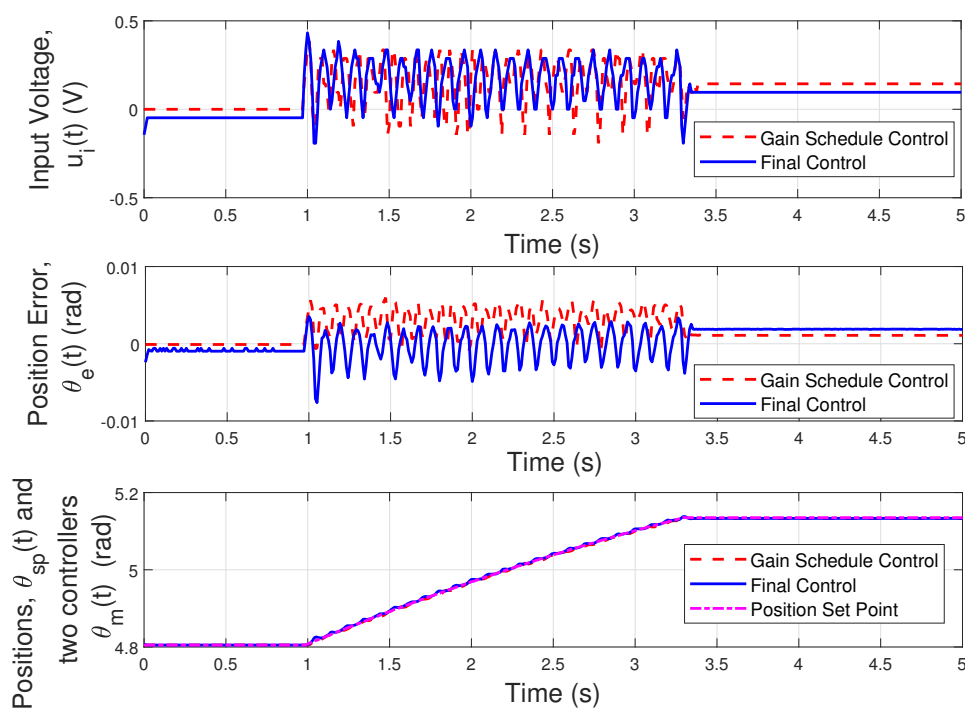 Input Voltage,
u_i(t) (V)
0.5
0
-0.5
0 0.5 1 1.5 2 2.5 3 3.5 4 4.5 5
Time (s)
Gain Schedule Control
Final Control
Position Error,
θ_e(t) (rad)
0.01
0
-0.01
0 0.5 1 1.5 2 2.5 3 3.5 4 4.5 5
Time (s)
Gain Schedule Control
Final Control
Positions, θ_sp(t) and
two controllers
θ_m(t) (rad)
5.2
5
4.8
0 0.5 1 1.5 2 2.5 3 3.5 4 4.5 5
Time (s)
Gain Schedule Control
Final Control
Position Set Point